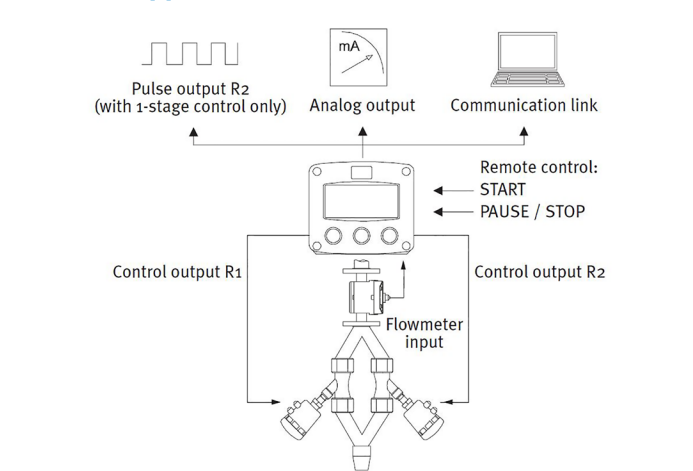 mA
Pulse output R2
(with 1-stage control only)
Analog output
Communication link
Remote control:
START
PAUSE / STOP
Control output R1
Control output R2
Flowmeter
input